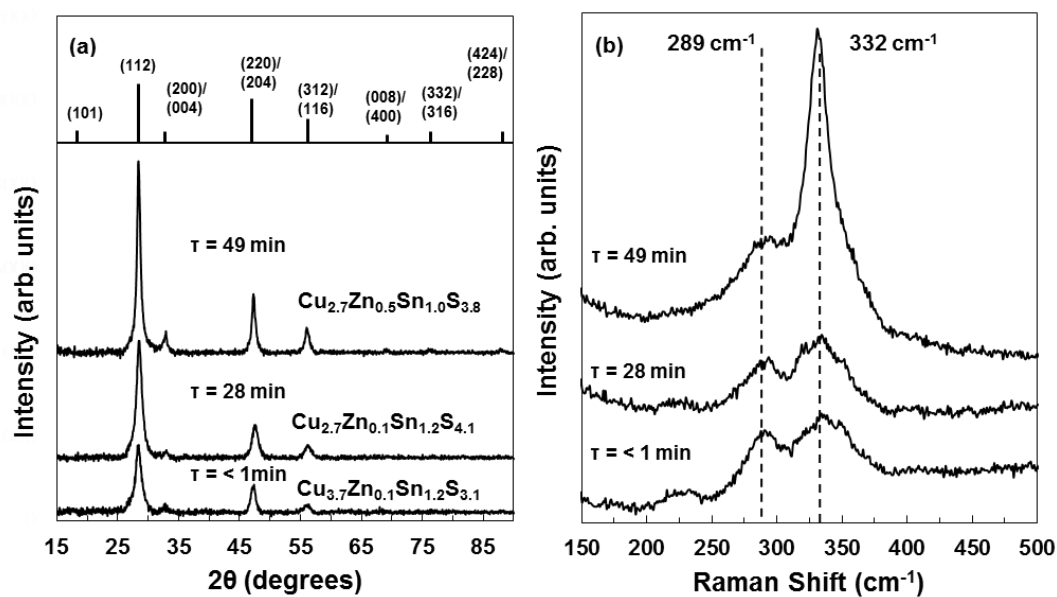 (a)
(101)
(112)
(200)/
(004)
(220)/
(204)
(312)/
(116)
(008)/
(400)
(332)/
(316)
(424)/
(228)
τ = 49 min
Cu2.7Zn0.5Sn1.0S3.8
τ = 28 min
Cu2.7Zn0.1Sn1.2S4.1
τ = < 1min
Cu3.7Zn0.1Sn1.2S3.1
Intensity (arb. units)
15 25 35 45 55 65 75 85
2θ (degrees)
(b)
289 cm-1
332 cm-1
τ = 49 min
τ = 28 min
τ = < 1 min
Intensity (arb. units)
150 200 250 300 350 400 450 500
Raman Shift (cm-1)